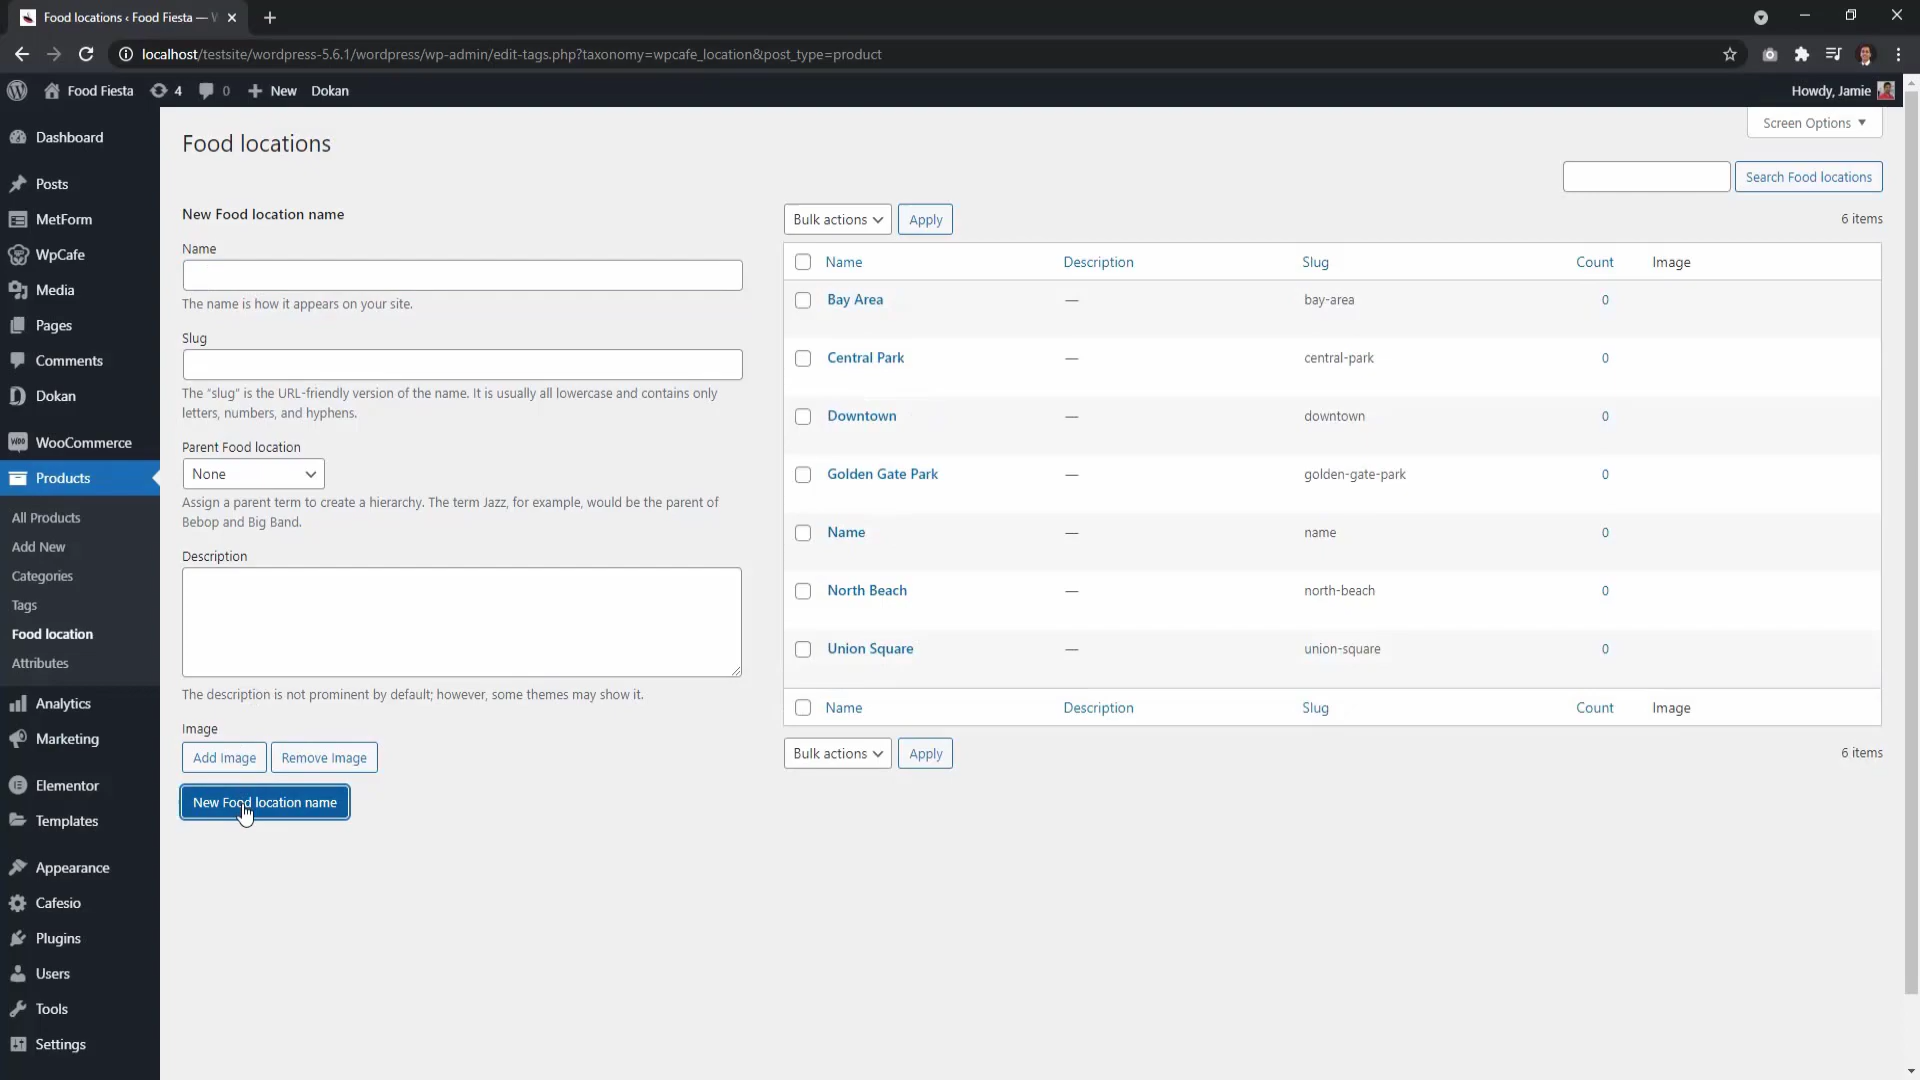 Food locations ‹ Food Fiesta — W
localhost/testsite/wordpress-5.6.1/wordpress/wp-admin/edit-tags.php?taxonomy=wpcafe_location&post_type=product
Food Fiesta 4 0 New Dokan Howdy, Jamie
Dashboard
Posts
MetForm
WpCafe
Media
Pages
Comments
Dokan
WooCommerce
Products
All Products
Add New
Categories
Tags
Food location
Attributes
Analytics
Marketing
Elementor
Templates
Appearance
Cafesio
Plugins
Users
Tools
Settings
Screen Options
Food locations
Search Food locations
New Food location name
Name
The name is how it appears on your site.
Slug
The “slug” is the URL-friendly version of the name. It is usually all lowercase and contains only
letters, numbers, and hyphens.
Parent Food location
None
Assign a parent term to create a hierarchy. The term Jazz, for example, would be the parent of
Bebop and Big Band.
Description
The description is not prominent by default; however, some themes may show it.
Image
Add Image Remove Image
New Food location name
Bulk actions Apply 6 items
Name Description Slug Count Image
Bay Area — bay-area 0
Central Park — central-park 0
Downtown — downtown 0
Golden Gate Park — golden-gate-park 0
Name — name 0
North Beach — north-beach 0
Union Square — union-square 0
Name Description Slug Count Image
Bulk actions Apply 6 items